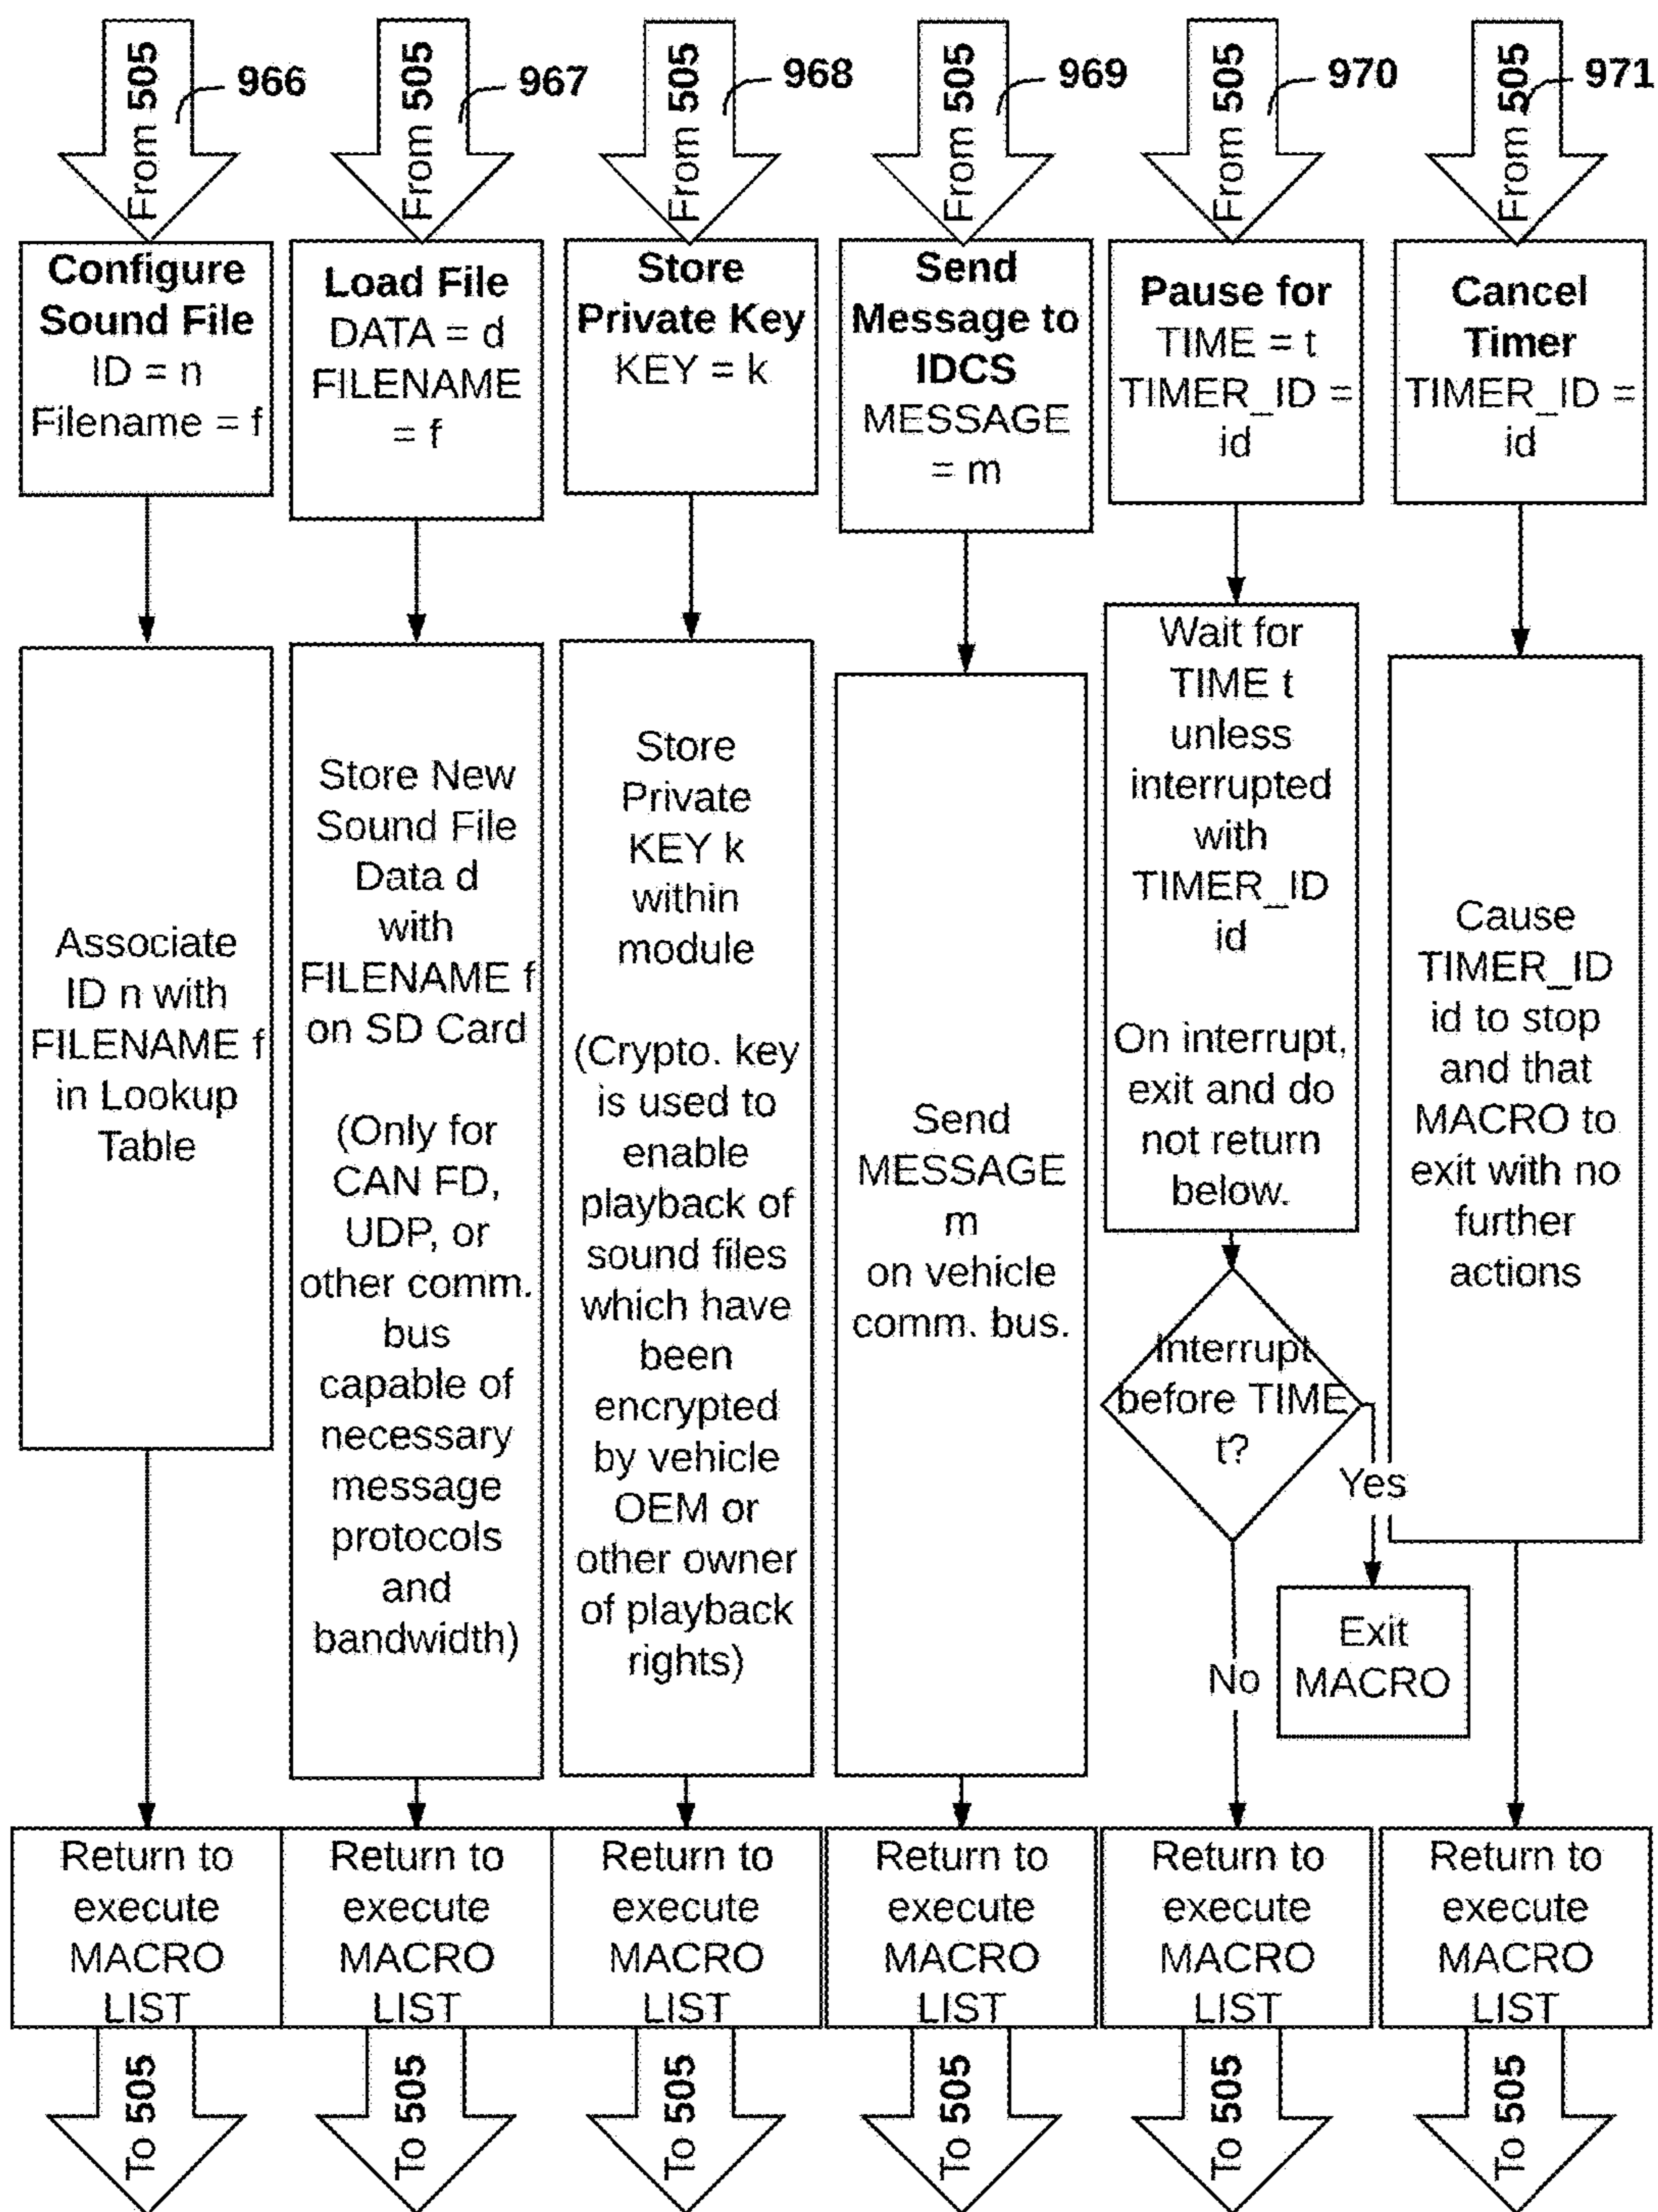 From 505
966
From 505
967
From 505
968
From 505
969
From 505
970
From 505
971
Configure
Sound File
ID = n
Filename = f
Load File
DATA = d
FILENAME
= f
Store
Private Key
KEY = k
Send
Message to
IDCS
MESSAGE
= m
Pause for
TIME = t
TIMER_ID =
id
Cancel
Timer
TIMER_ID =
id
Associate
ID n with
FILENAME f
in Lookup
Table
Store New
Sound File
Data d
with
FILENAME f
on SD Card
(Only for
CAN FD,
UDP, or
other comm.
bus
capable of
necessary
message
protocols
and
bandwidth)
Store
Private
KEY k
within
module
(Crypto. key
is used to
enable
playback of
sound files
which have
been
encrypted
by vehicle
OEM or
other owner
of playback
rights)
Send
MESSAGE
m
on vehicle
comm. bus.
Wait for
TIME t
unless
interrupted
with
TIMER_ID
id
On interrupt,
exit and do
not return
below.
Interrupt
before TIME
t?
Yes
No
Exit
MACRO
Cause
TIMER_ID
id to stop
and that
MACRO to
exit with no
further
actions
Return to
execute
MACRO
LIST
Return to
execute
MACRO
LIST
Return to
execute
MACRO
LIST
Return to
execute
MACRO
LIST
Return to
execute
MACRO
LIST
Return to
execute
MACRO
LIST
To 505
To 505
To 505
To 505
To 505
To 505